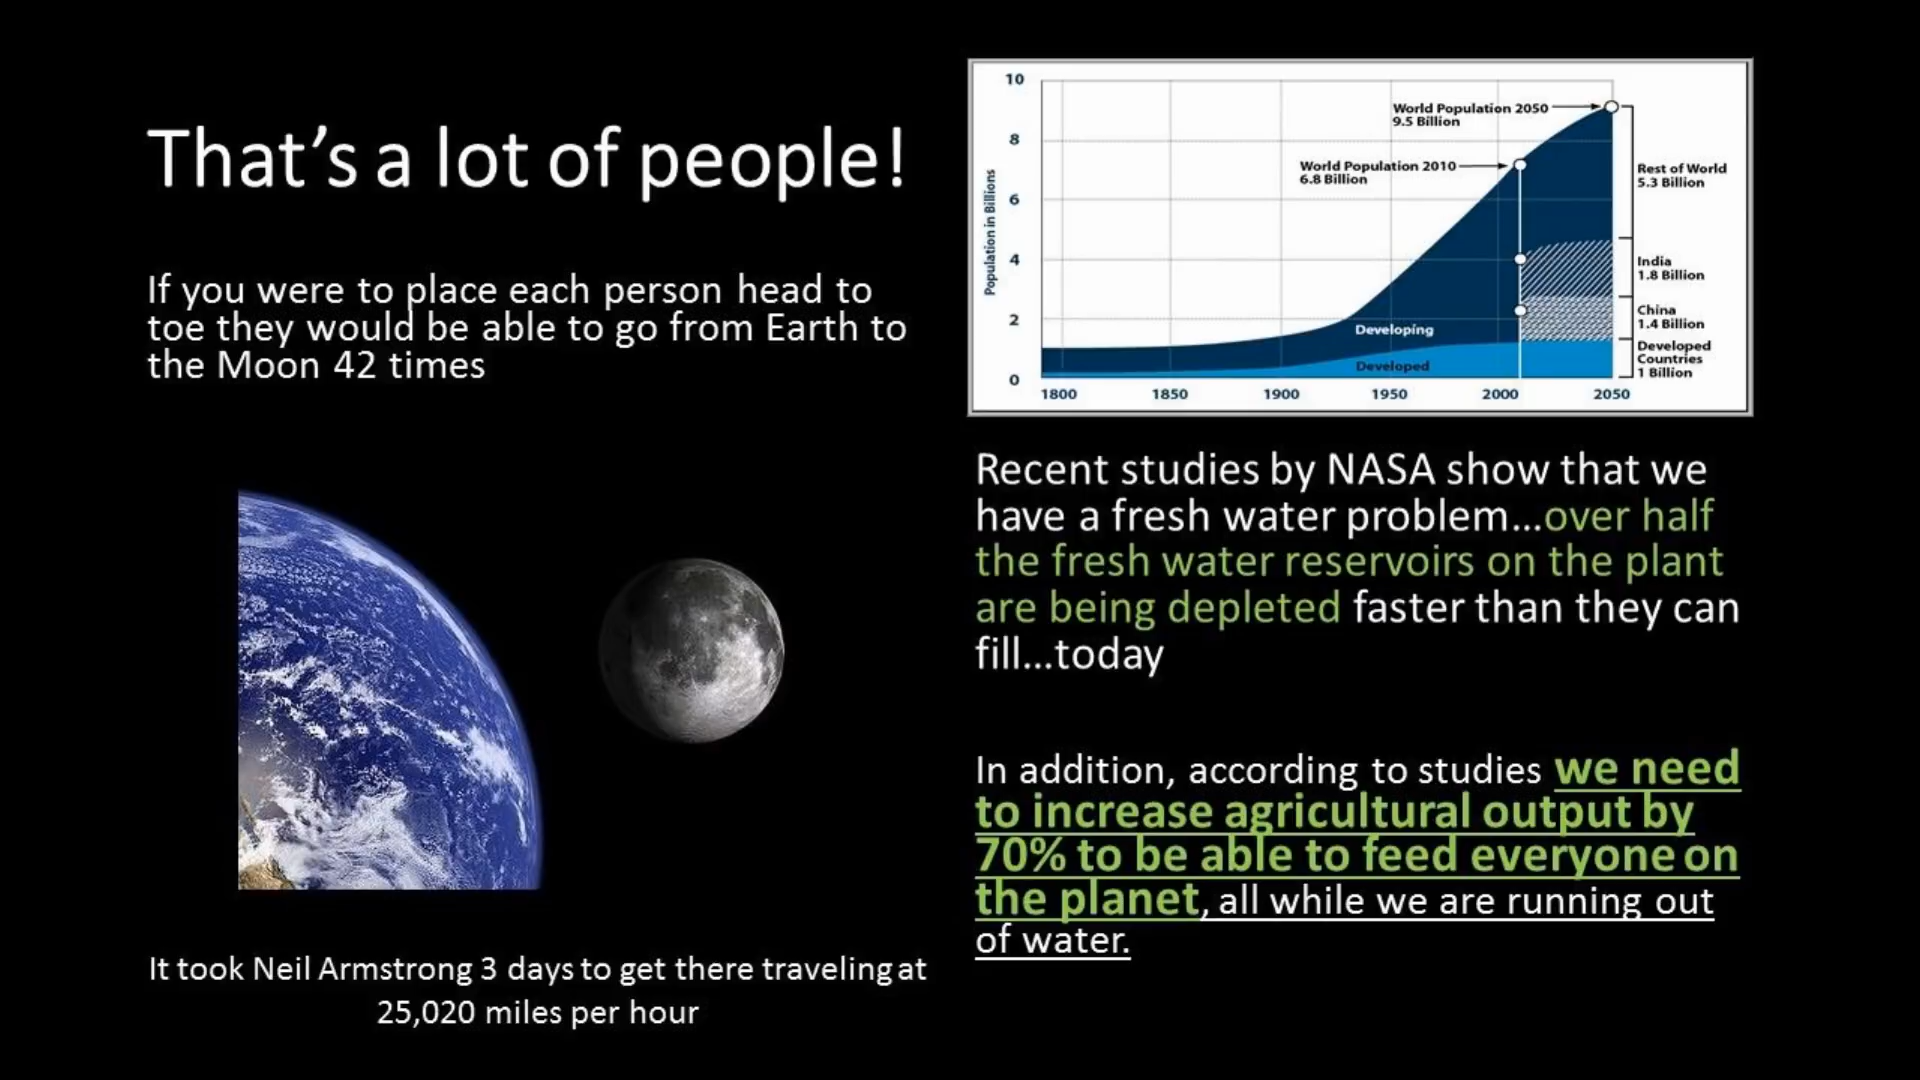 That's a lot of people!
If you were to place each person head to
toe they would be able to go from Earth to
the Moon 42 times
It took Neil Armstrong 3 days to get there traveling at
25,020 miles per hour
10
8
6
4
2
0
Population in Billions
World Population 2050
9.5 Billion
World Population 2010
6.8 Billion
Developing
Developed
Rest of World
5.3 Billion
India
1.8 Billion
China
1.4 Billion
Developed
Countries
1 Billion
1800 1850 1900 1950 2000 2050
Recent studies by NASA show that we
have a fresh water problem...over half
the fresh water reservoirs on the plant
are being depleted faster than they can
fill...today
In addition, according to studies we need
to increase agricultural output by
70% to be able to feed everyone on
the planet, all while we are running out
of water.